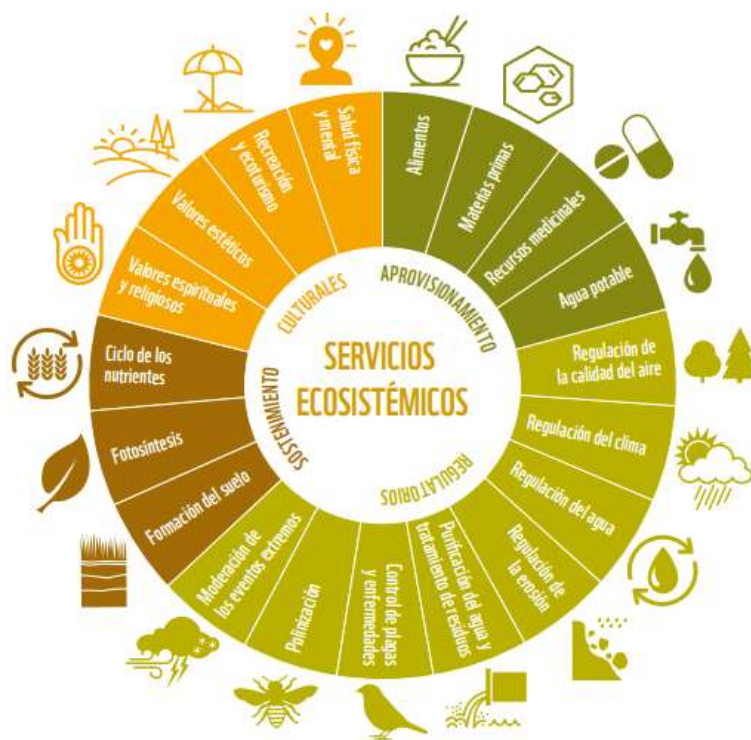 SERVICIOS
ECOSISTÉMICOS
CULTURALES
APROVISIONAMIENTO
REGULATORIOS
SOSTENIMIENTO
Alimentos
Materias primas
Recursos medicinales
Agua potable
Regulación de
la calidad del aire
Regulación del clima
Regulación del agua
Regulación de
la erosión
Purificación del agua y
tratamiento de residuos
Control de plagas
y enfermedades
Polinización
Moderación de
los eventos extremos
Formación del suelo
Fotosíntesis
Ciclo de los
nutrientes
Valores espirituales
y religiosos
Valores estéticos
Recreación
y ecoturismo
Salud física
y mental